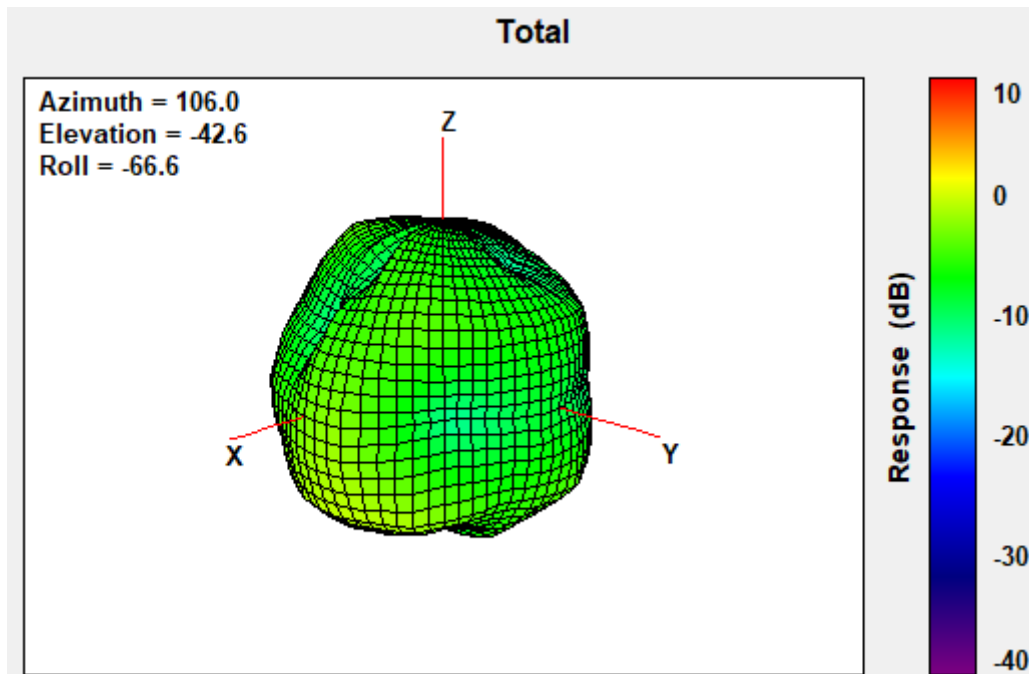 Total
Azimuth = 106.0
Elevation = -42.6
Roll = -66.6
Z
X
Y
10
0
-10
-20
-30
-40
Response (dB)